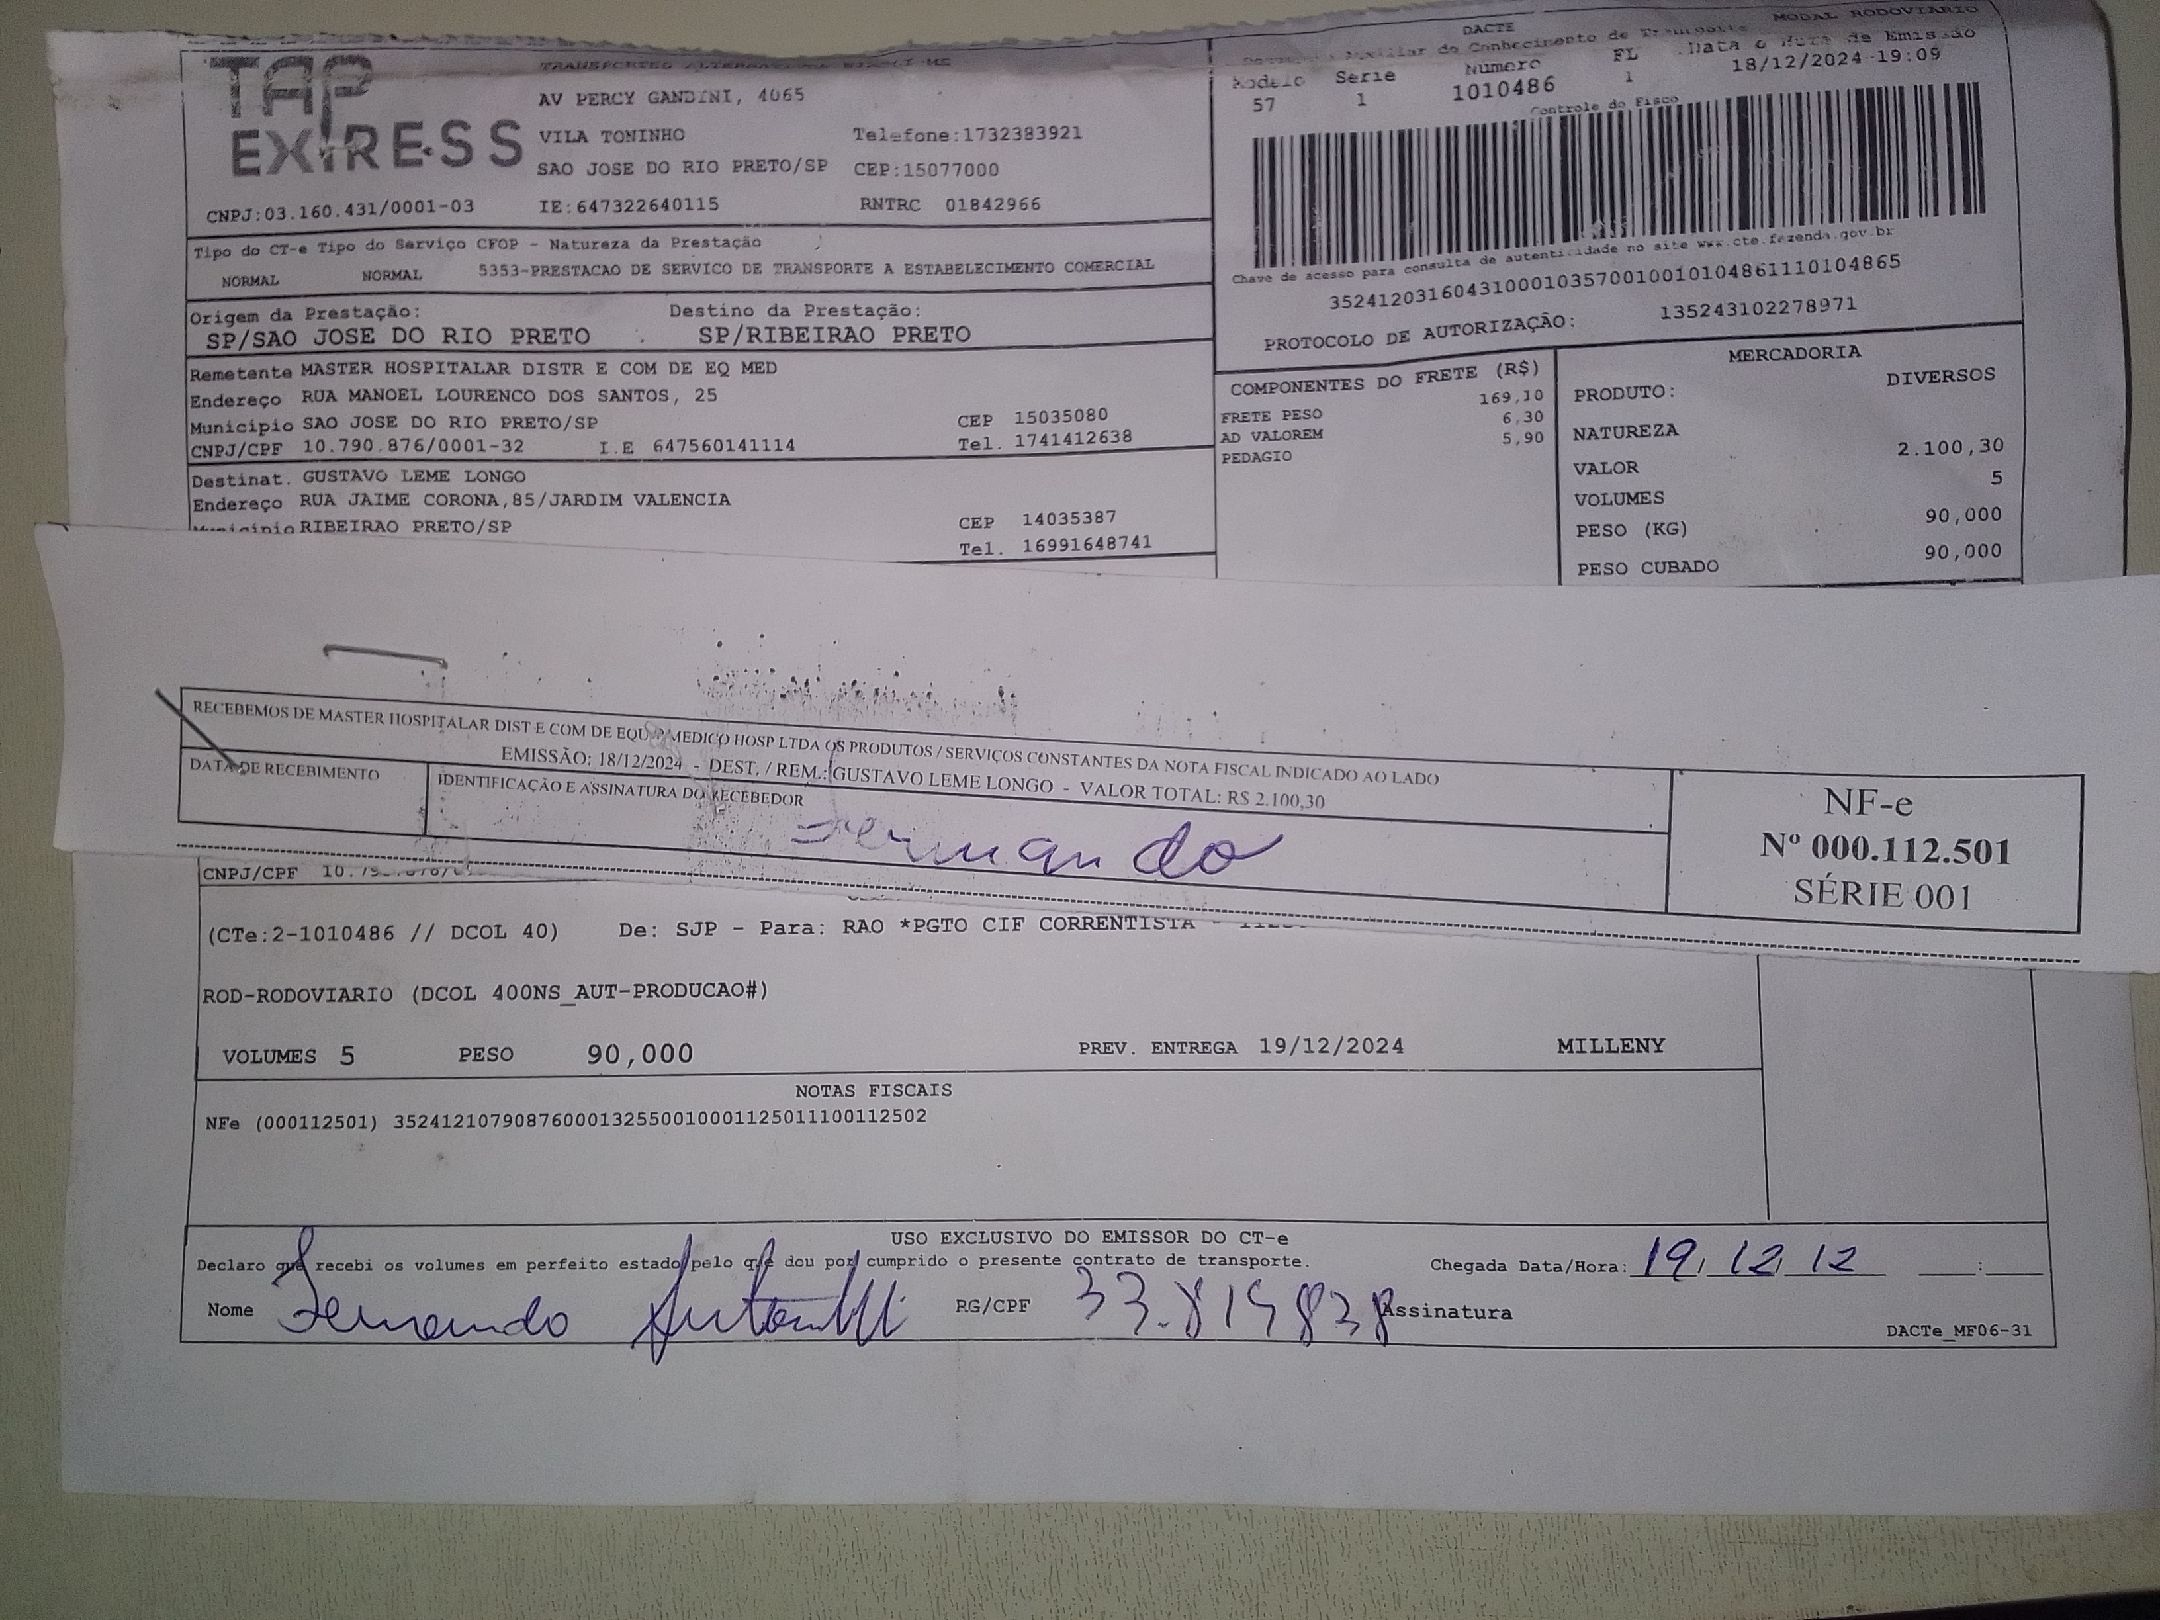 DACTE
MODAL RODOVIARIO
TAP EXPRESS
AV PERCY GANDINI, 4065
VILA TONINHO Telefone:1732383921
SAO JOSE DO RIO PRETO/SP CEP:15077000
CNPJ:03.160.431/0001-03 IE:647322640115 RNTRC 01842966
Auxiliar do Conhecimento de Transporte Data e Hora de Emissão
Modelo Serie Numero FL 18/12/2024 19:09
57 1 1010486 1
Controle do Fisco
Chave de acesso para consulta de autenticidade no site www.cte.fazenda.gov.br
35241203160431000103570010010104861110104865
PROTOCOLO DE AUTORIZAÇÃO: 135243102278971
Tipo do CT-e Tipo do Serviço CFOP - Natureza da Prestação
NORMAL NORMAL 5353-PRESTACAO DE SERVICO DE TRANSPORTE A ESTABELECIMENTO COMERCIAL
Origem da Prestação: Destino da Prestação:
SP/SAO JOSE DO RIO PRETO SP/RIBEIRAO PRETO
Remetente MASTER HOSPITALAR DISTR E COM DE EQ MED
Endereço RUA MANOEL LOURENCO DOS SANTOS, 25
Municipio SAO JOSE DO RIO PRETO/SP CEP 15035080
CNPJ/CPF 10.790.876/0001-32 I.E 647560141114 Tel. 1741412638
Destinat. GUSTAVO LEME LONGO
Endereço RUA JAIME CORONA,85/JARDIM VALENCIA
Municipio RIBEIRAO PRETO/SP CEP 14035387
Tel. 16991648741
COMPONENTES DO FRETE (R$)
FRETE PESO 169,10
AD VALOREM 6,30
PEDAGIO 5,90
MERCADORIA
PRODUTO: DIVERSOS
NATUREZA
VALOR 2.100,30
VOLUMES 5
PESO (KG) 90,000
PESO CUBADO 90,000
RECEBEMOS DE MASTER HOSPITALAR DIST E COM DE EQUIP MEDICO HOSP LTDA OS PRODUTOS / SERVIÇOS CONSTANTES DA NOTA FISCAL INDICADO AO LADO
EMISSÃO: 18/12/2024 - DEST. / REM.: GUSTAVO LEME LONGO - VALOR TOTAL: R$ 2.100,30
DATA DE RECEBIMENTO IDENTIFICAÇÃO E ASSINATURA DO RECEBEDOR
Fernando
NF-e
Nº 000.112.501
SÉRIE 001
CNPJ/CPF
(CTe:2-1010486 // DCOL 40) De: SJP - Para: RAO *PGTO CIF CORRENTISTA -
ROD-RODOVIARIO (DCOL 400NS_AUT-PRODUCAO#)
VOLUMES 5 PESO 90,000 PREV. ENTREGA 19/12/2024 MILLENY
NOTAS FISCAIS
NFe (000112501) 35241210790876000132550010001125011100112502
USO EXCLUSIVO DO EMISSOR DO CT-e
Declaro que recebi os volumes em perfeito estado pelo que dou por cumprido o presente contrato de transporte. Chegada Data/Hora: 19/12/12 :
Nome Fernando RG/CPF 33.819838 Assinatura
DACTe_MF06-31